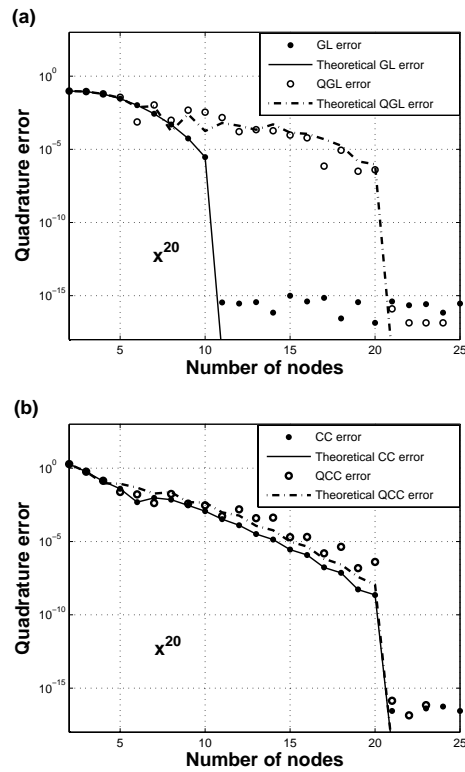 (a)
GL error
Theoretical GL error
QGL error
Theoretical QGL error
Quadrature error
10^0
10^-5
10^-10
10^-15
x^20
5 10 15 20 25
Number of nodes
(b)
CC error
Theoretical CC error
QCC error
Theoretical QCC error
Quadrature error
10^0
10^-5
10^-10
10^-15
x^20
5 10 15 20 25
Number of nodes